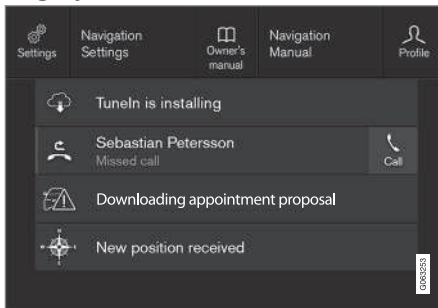 Settings
Navigation
Settings
Owner's
manual
Navigation
Manual
Profile
TuneIn is installing
Sebastian Petersson
Missed call
Call
Downloading appointment proposal
New position received
G063253